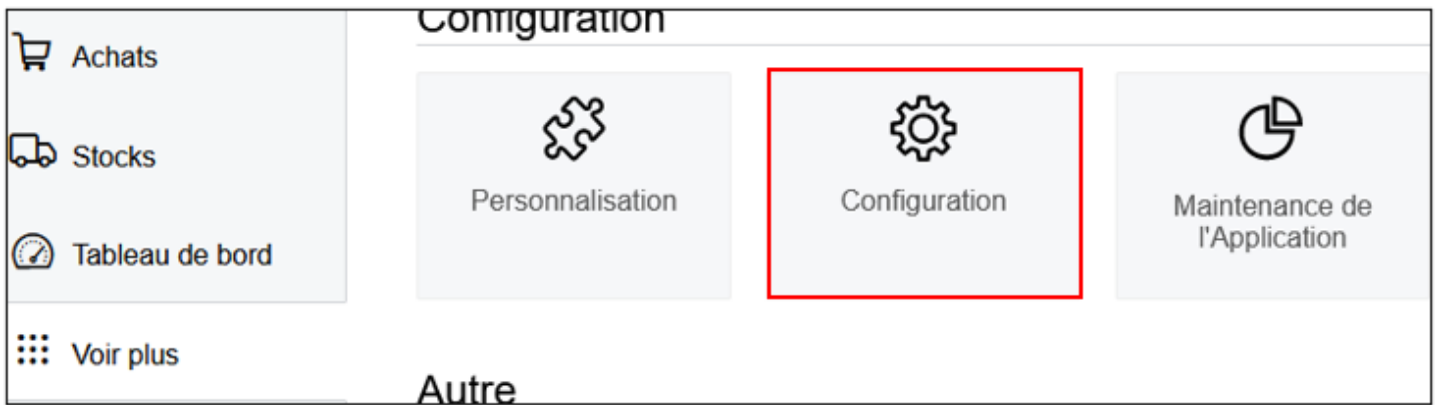 Achats
Stocks
Tableau de bord
Voir plus
Configuration
Personnalisation
Configuration
Maintenance de
l'Application
Autre